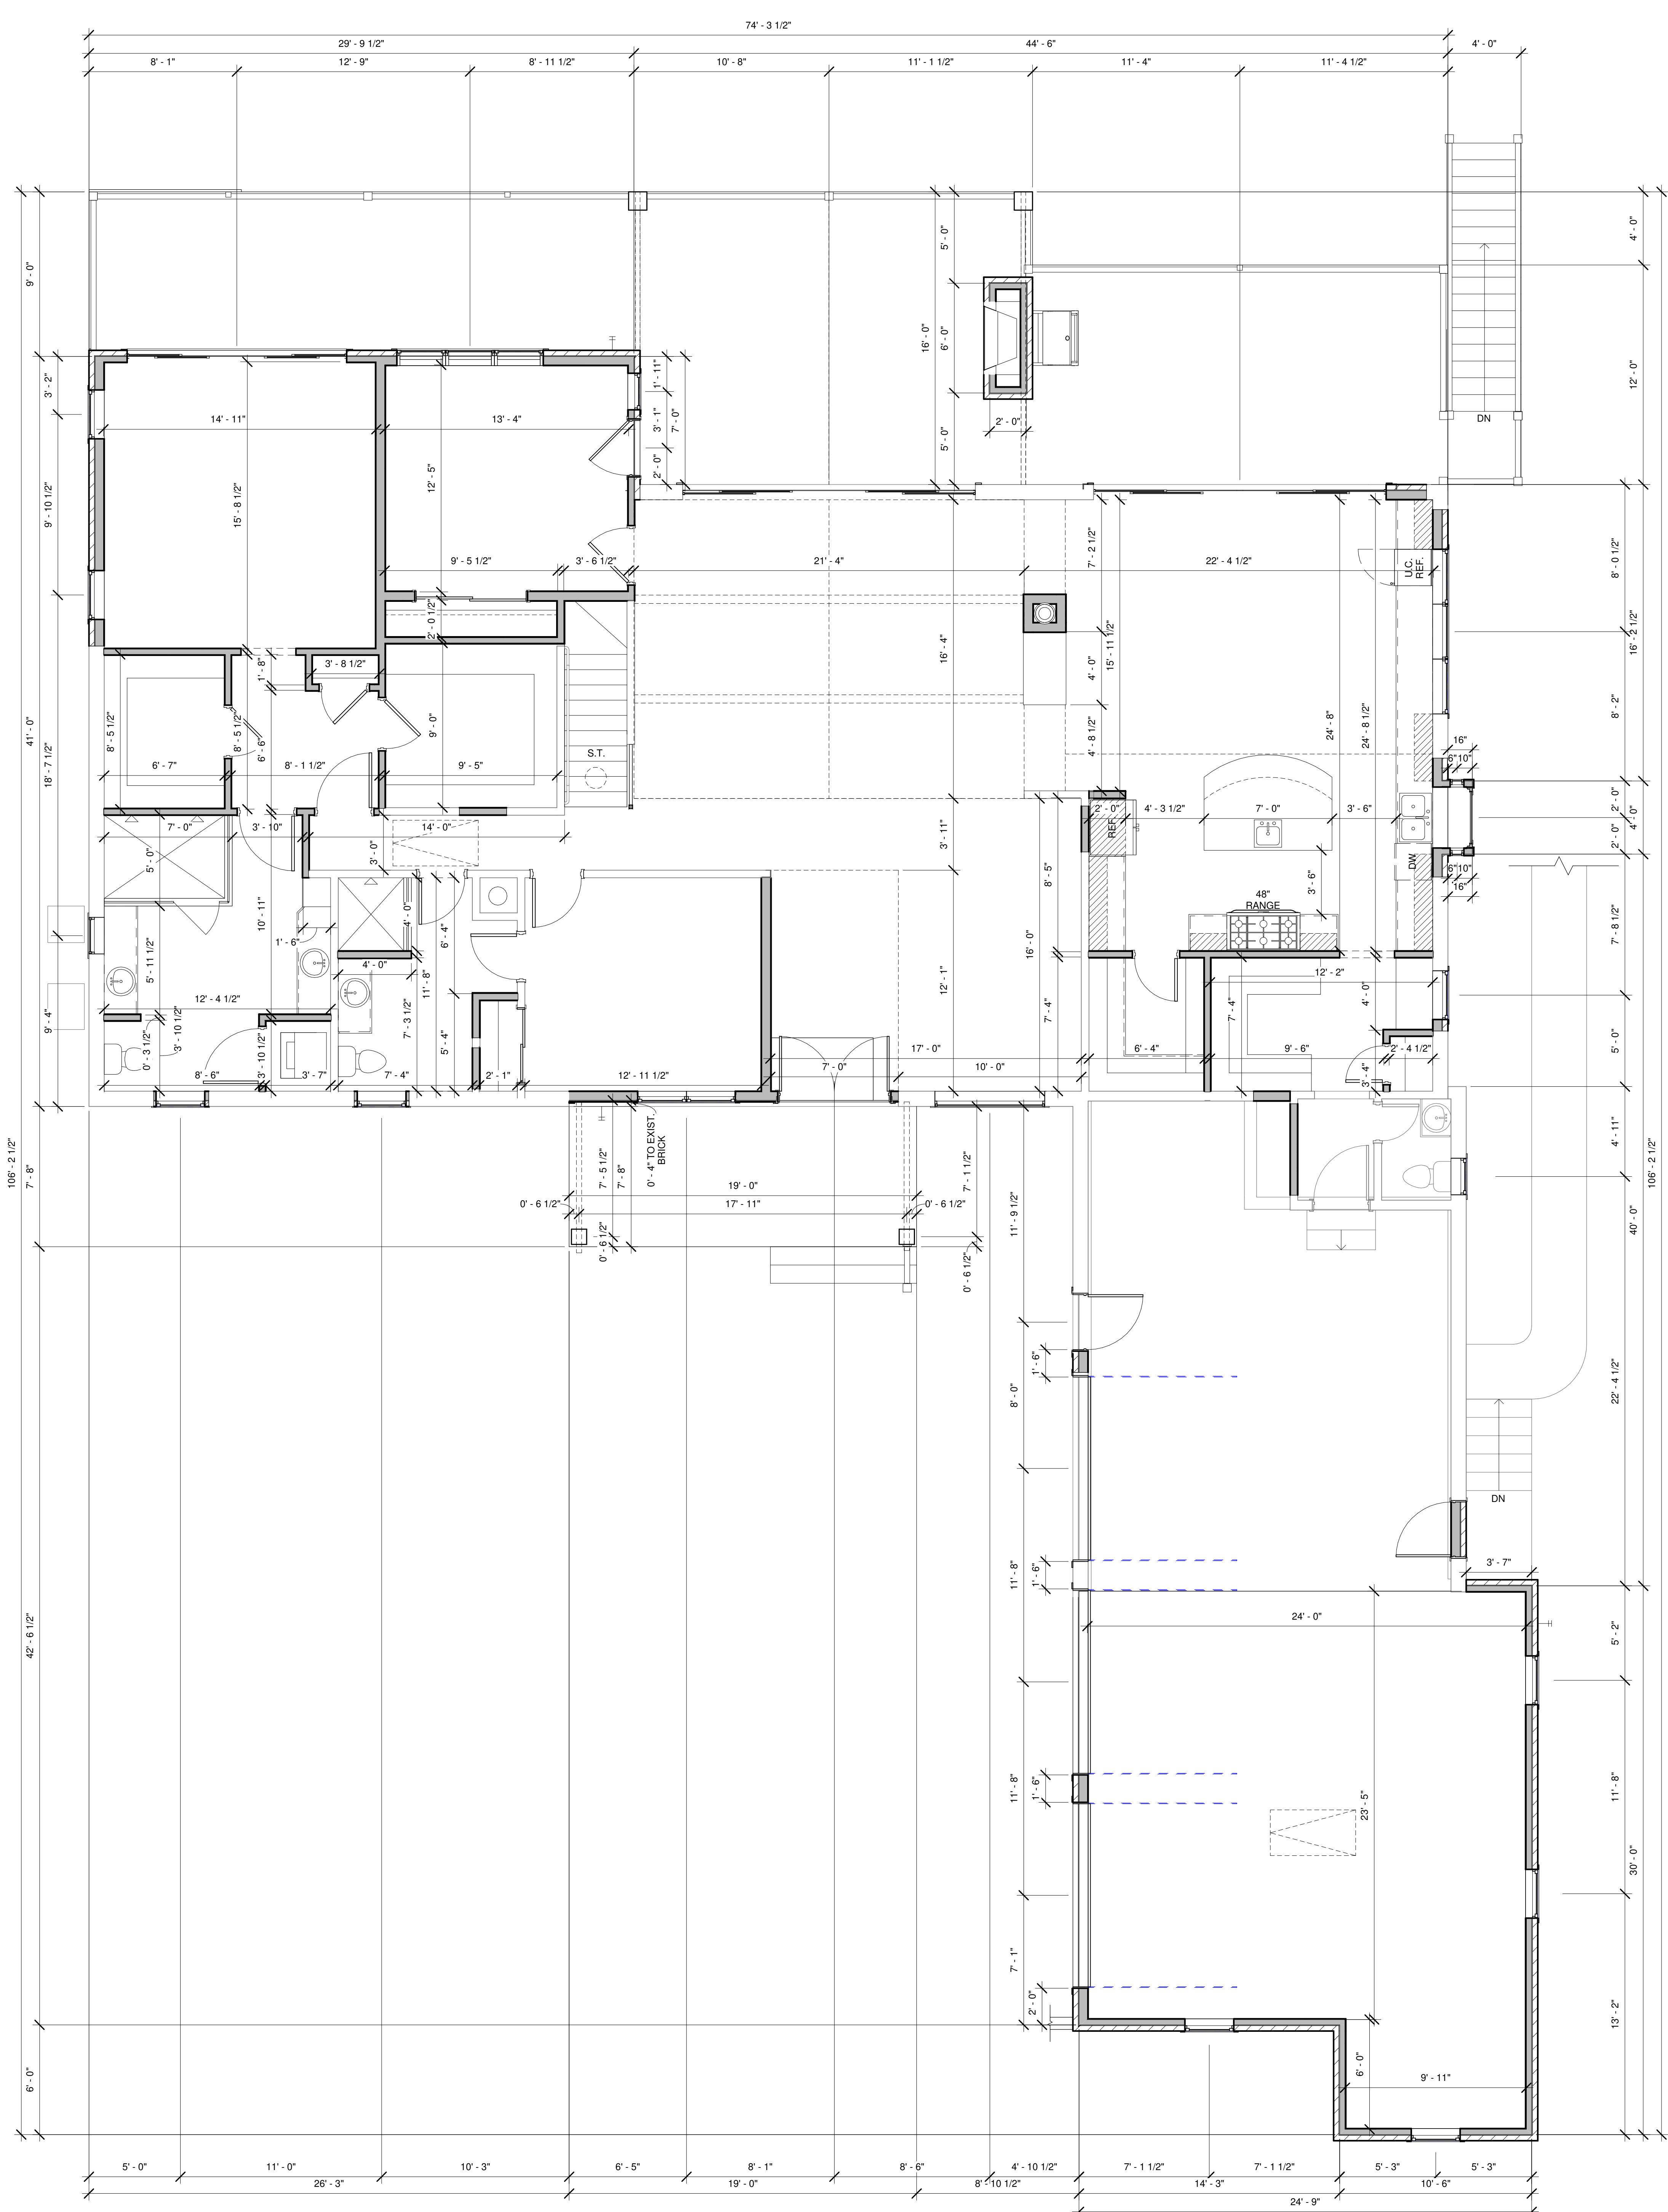 74' - 3 1/2"
29' - 9 1/2"
44' - 6"
4' - 0"
8' - 1"
12' - 9"
8' - 11 1/2"
10' - 8"
11' - 1 1/2"
11' - 4"
11' - 4 1/2"
9' - 0"
5' - 0"
4' - 0"
16' - 0"
6' - 0"
12' - 0"
3' - 2"
1' - 11"
3' - 1"
7' - 0"
2' - 0"
5' - 0"
2' - 0"
DN
14' - 11"
13' - 4"
9' - 10 1/2"
15' - 8 1/2"
12' - 5"
9' - 5 1/2"
3' - 6 1/2"
21' - 4"
7' - 2 1/2"
22' - 4 1/2"
U.C.
REF.
8' - 0 1/2"
2' - 0 1/2"
16' - 4"
15' - 11 1/2"
16' - 2 1/2"
4' - 0"
1' - 8"
3' - 8 1/2"
41' - 0"
18' - 7 1/2"
8' - 5 1/2"
8' - 5 1/2"
6' - 6"
9' - 0"
S.T.
4' - 8 1/2"
24' - 8"
24' - 8 1/2"
8' - 2"
16"
6"
10"
6' - 7"
8' - 1 1/2"
9' - 5"
2' - 0"
4' - 3 1/2"
7' - 0"
3' - 6"
REF.
2' - 0"
4' - 0"
2' - 0"
7' - 0"
3' - 10"
14' - 0"
3' - 0"
3' - 11"
5' - 0"
8' - 5"
DW
6"
10"
16"
3' - 6"
48"
RANGE
10' - 11"
4' - 0"
1' - 6"
6' - 4"
16' - 0"
7' - 8 1/2"
4' - 0"
5' - 11 1/2"
11' - 8"
12' - 2"
12' - 4 1/2"
7' - 3 1/2"
12' - 1"
7' - 4"
7' - 4"
4' - 0"
9' - 4"
0' - 3 1/2"
3' - 10 1/2"
3' - 10 1/2"
5' - 4"
17' - 0"
6' - 4"
9' - 6"
2' - 4 1/2"
5' - 0"
8' - 6"
3' - 7"
7' - 4"
2' - 1"
12' - 11 1/2"
7' - 0"
10' - 0"
3' - 4"
106' - 2 1/2"
7' - 8"
7' - 5 1/2"
7' - 8"
0' - 4" TO EXIST.
BRICK
19' - 0"
17' - 11"
0' - 6 1/2"
0' - 6 1/2"
0' - 6 1/2"
7' - 1 1/2"
0' - 6 1/2"
11' - 9 1/2"
4' - 11"
40' - 0"
106' - 2 1/2"
1' - 6"
8' - 0"
22' - 4 1/2"
DN
11' - 8"
1' - 6"
3' - 7"
24' - 0"
42' - 6 1/2"
5' - 2"
11' - 8"
1' - 6"
23' - 5"
11' - 8"
30' - 0"
7' - 1"
2' - 0"
13' - 2"
6' - 0"
6' - 0"
9' - 11"
5' - 0"
11' - 0"
10' - 3"
6' - 5"
8' - 1"
8' - 6"
4' - 10 1/2"
7' - 1 1/2"
7' - 1 1/2"
5' - 3"
5' - 3"
26' - 3"
19' - 0"
8' - 10 1/2"
14' - 3"
10' - 6"
24' - 9"